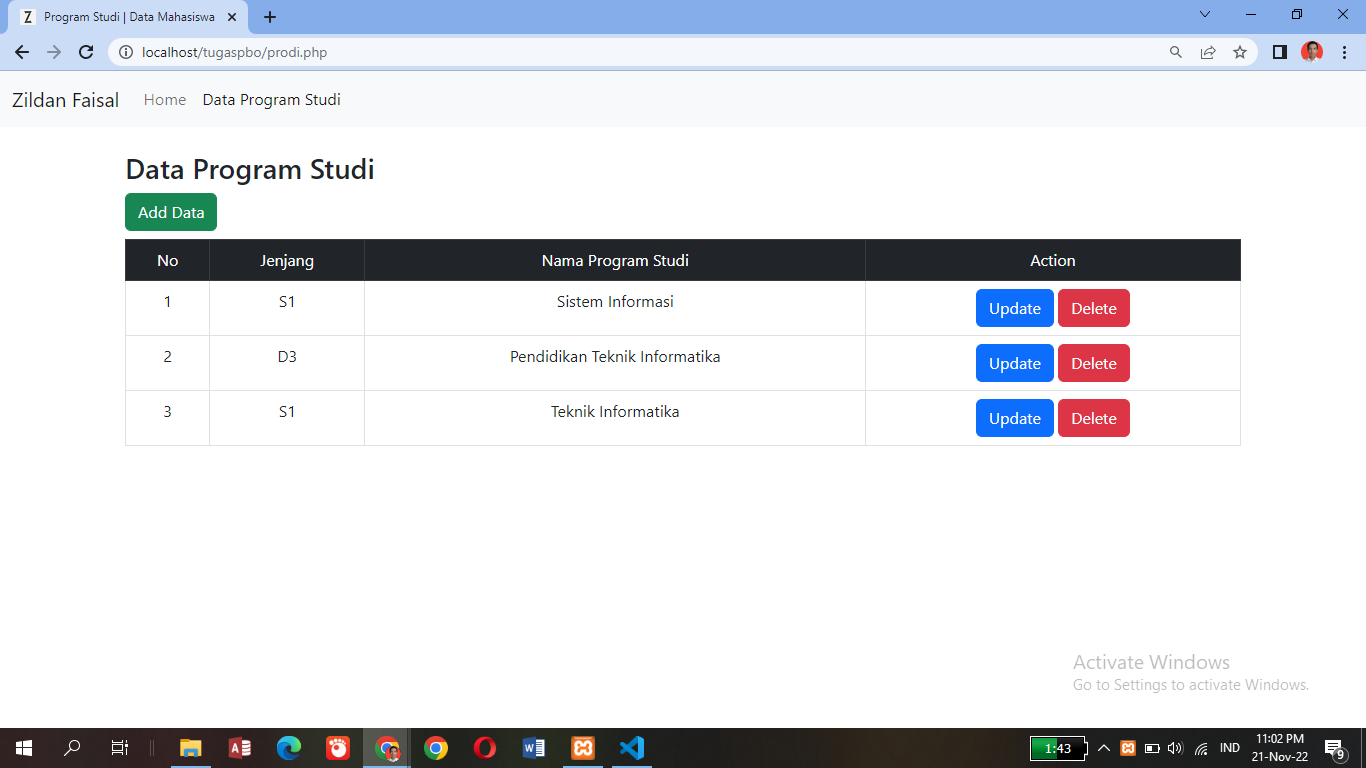 Program Studi | Data Mahasiswa
localhost/tugaspbo/prodi.php
Zildan Faisal Home Data Program Studi
Data Program Studi
Add Data
No Jenjang Nama Program Studi Action
1 S1 Sistem Informasi Update Delete
2 D3 Pendidikan Teknik Informatika Update Delete
3 S1 Teknik Informatika Update Delete
Activate Windows
Go to Settings to activate Windows.
1:43 IND 11:02 PM
21-Nov-22 9